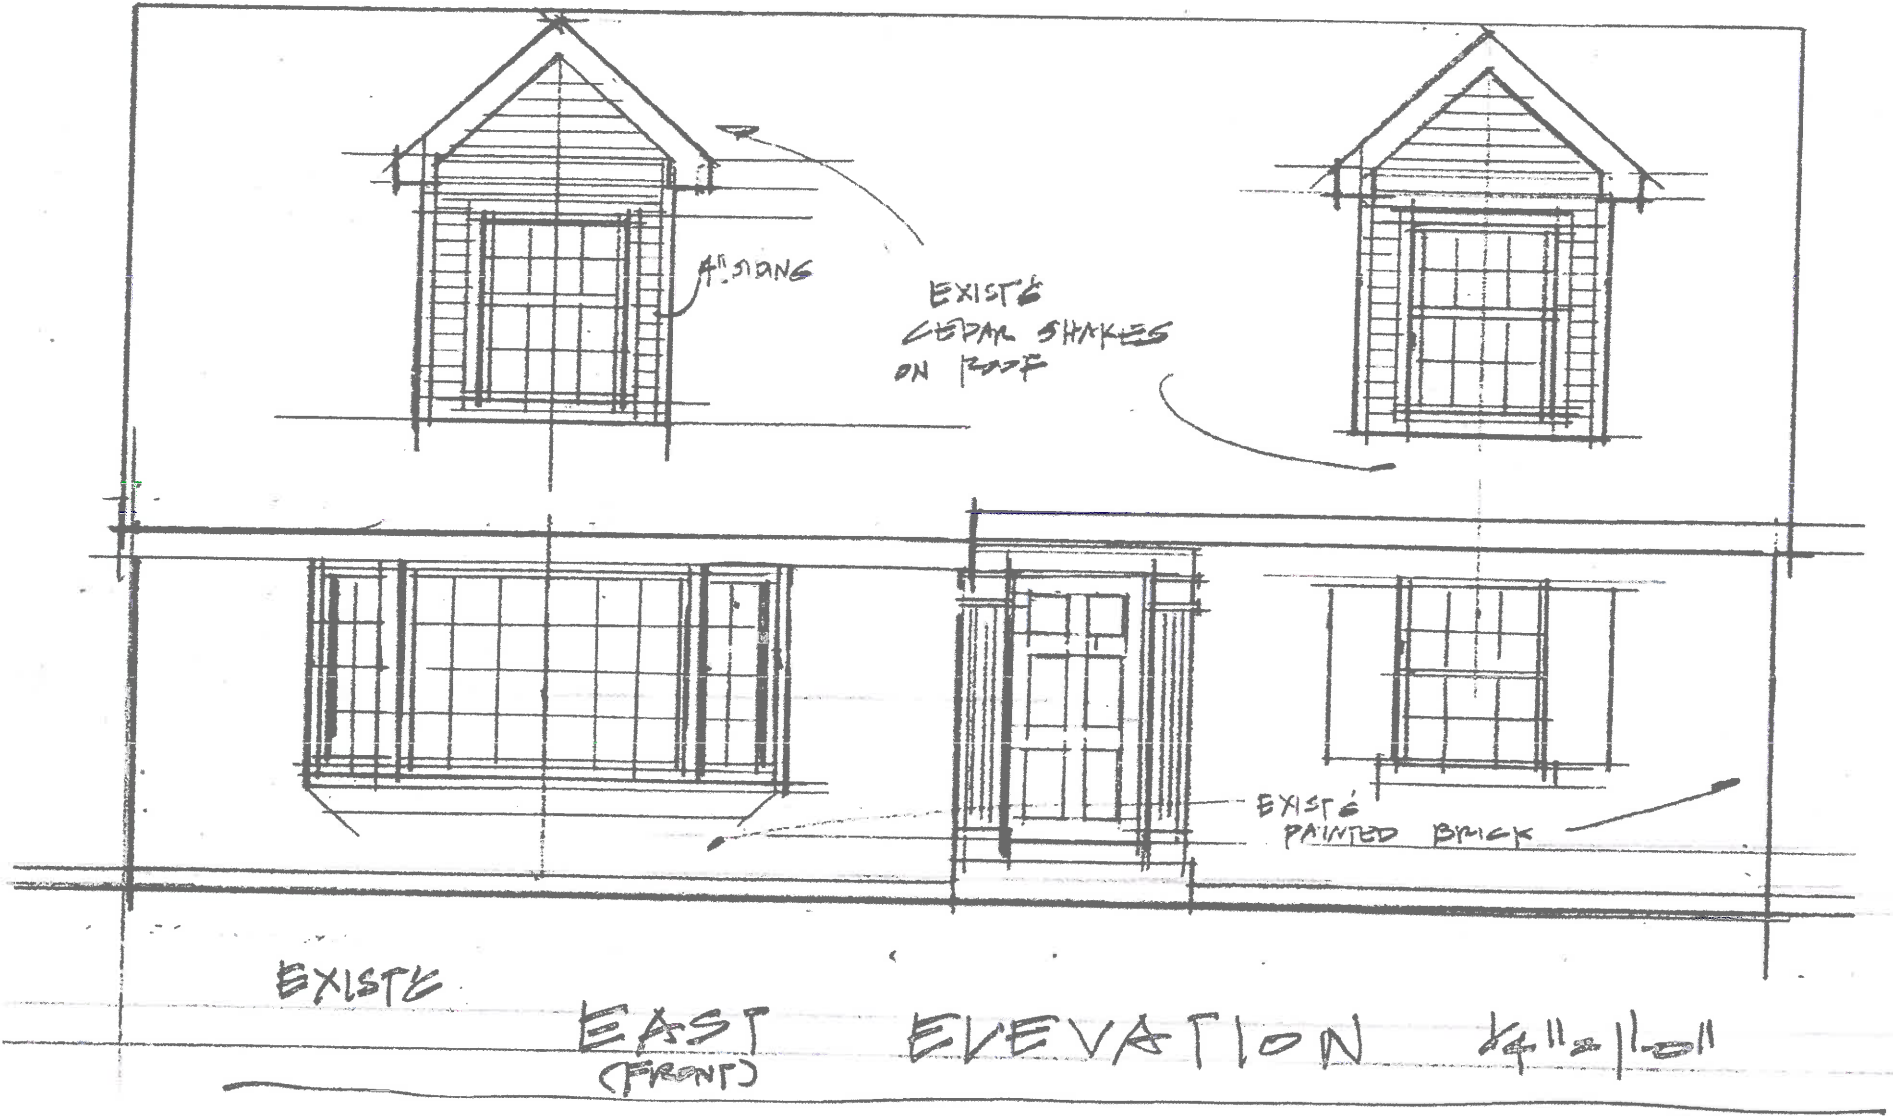 4" SIDING
EXIST'G
CEDAR SHAKES
ON ROOF
EXIST'G
PAINTED BRICK
EXIST'G
EAST ELEVATION 1/4"=1'-0"
(FRONT)